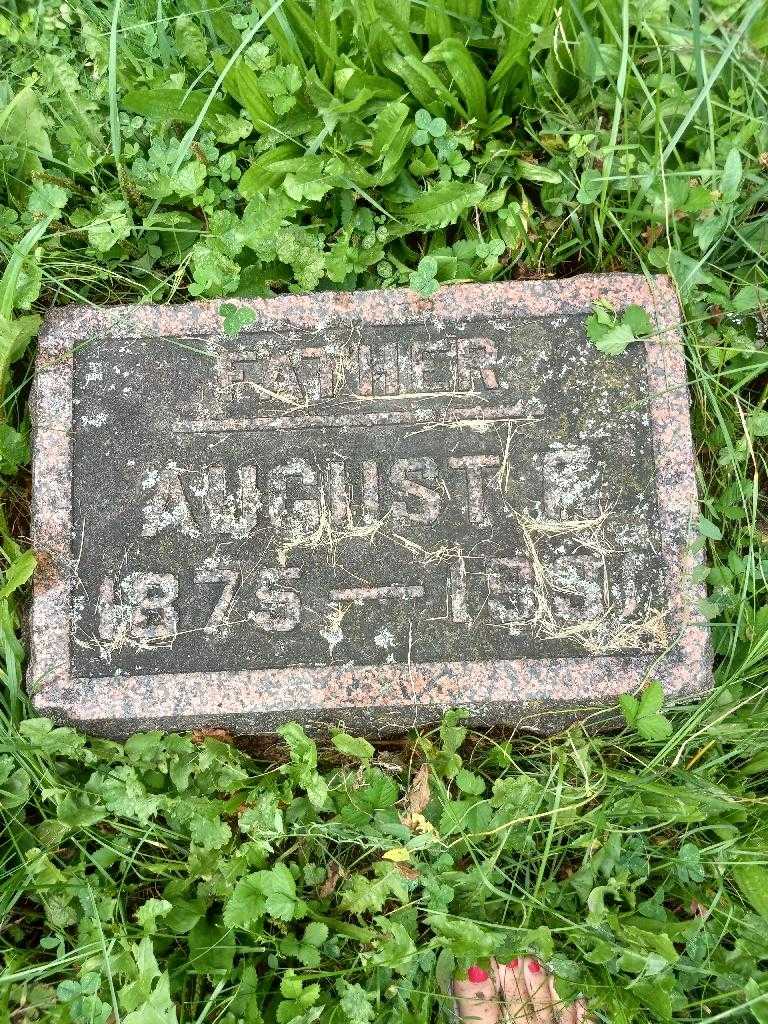 FATHER
AUGUST
1875 —